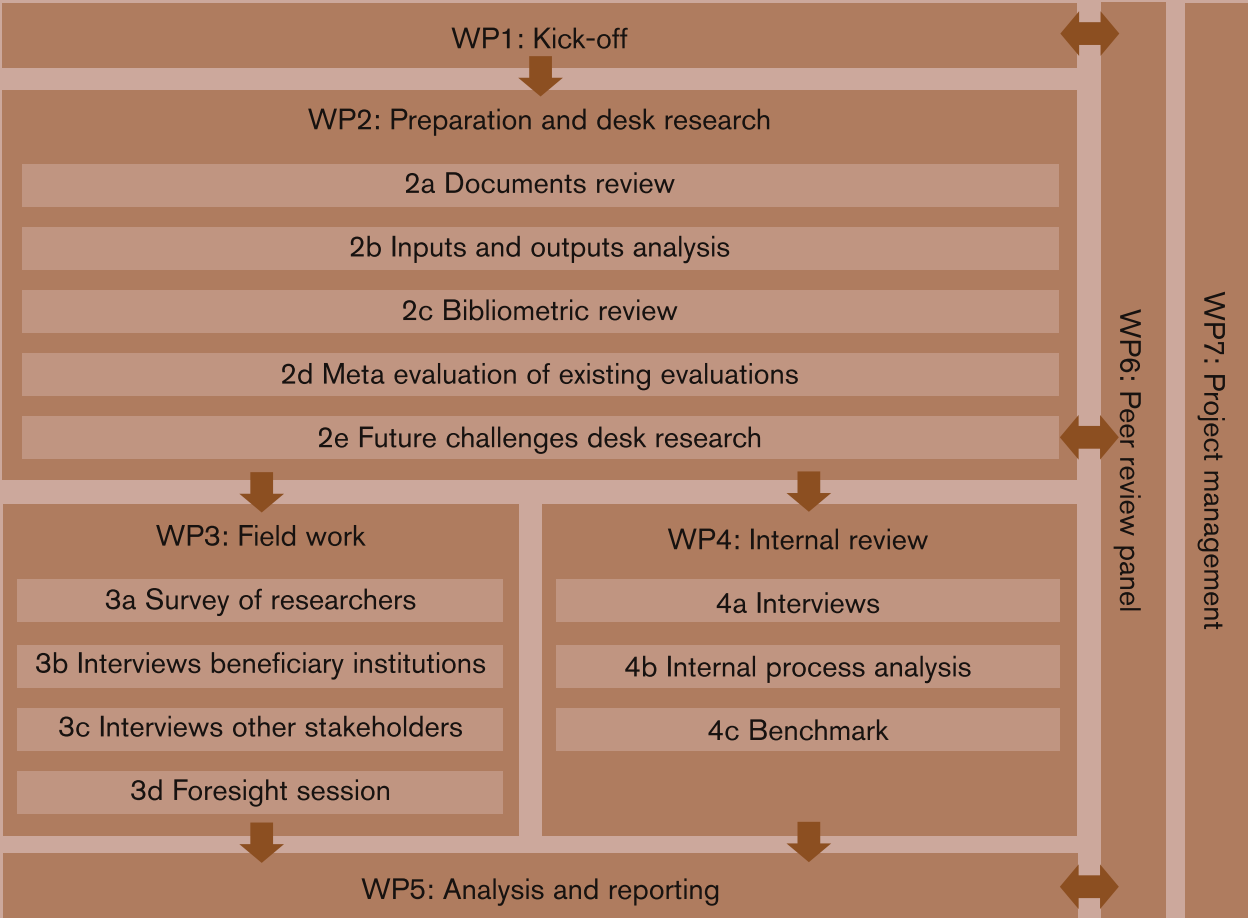 WP1: Kick-off
WP2: Preparation and desk research
2a Documents review
2b Inputs and outputs analysis
2c Bibliometric review
2d Meta evaluation of existing evaluations
2e Future challenges desk research
WP3: Field work
3a Survey of researchers
3b Interviews beneficiary institutions
3c Interviews other stakeholders
3d Foresight session
WP4: Internal review
4a Interviews
4b Internal process analysis
4c Benchmark
WP5: Analysis and reporting
WP6: Peer review panel
WP7: Project management